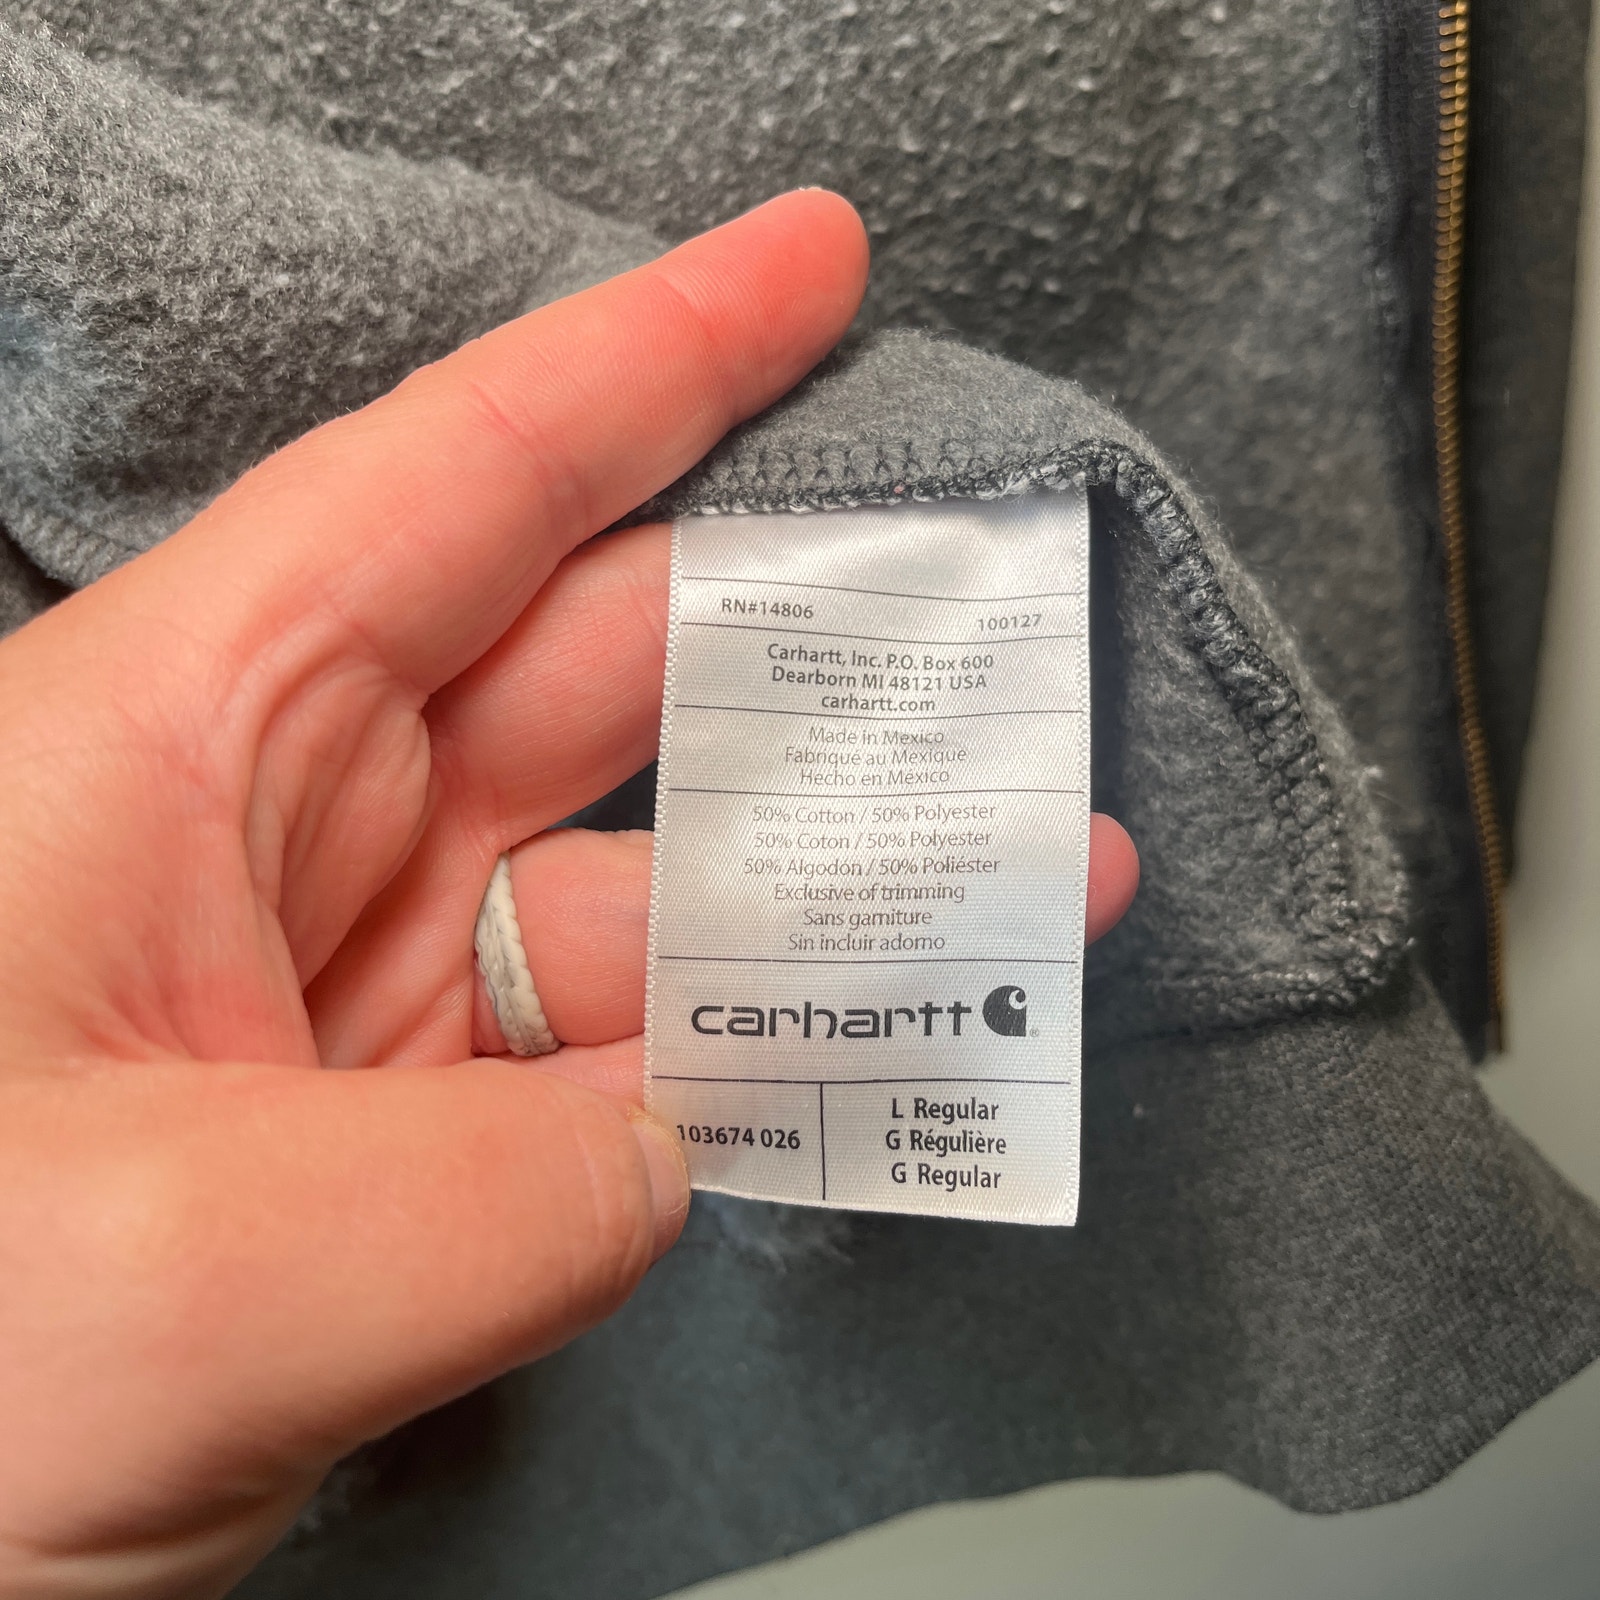 RN#14806 100127
Carhartt, Inc. P.O. Box 600
Dearborn MI 48121 USA
carhartt.com
Made in Mexico
Fabriqué au Mexique
Hecho en México
50% Cotton / 50% Polyester
50% Coton / 50% Polyester
50% Algodón / 50% Poliéster
Exclusive of trimming
Sans garniture
Sin incluir adorno
carhartt
103674 026
L Regular
G Régulière
G Regular